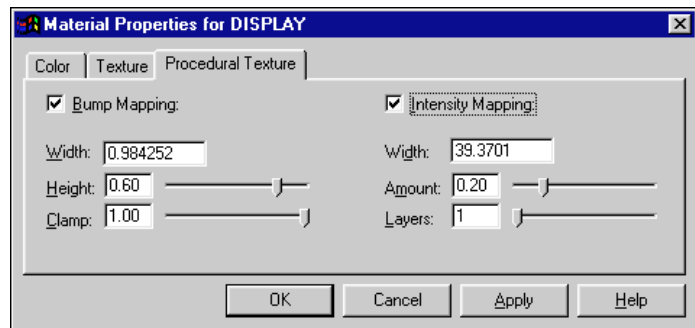 Material Properties for DISPLAY
Color Texture Procedural Texture
Bump Mapping: Intensity Mapping:
Width: 0.984252 Width: 39.3701
Height: 0.60 Amount: 0.20
Clamp: 1.00 Layers: 1
OK Cancel Apply Help